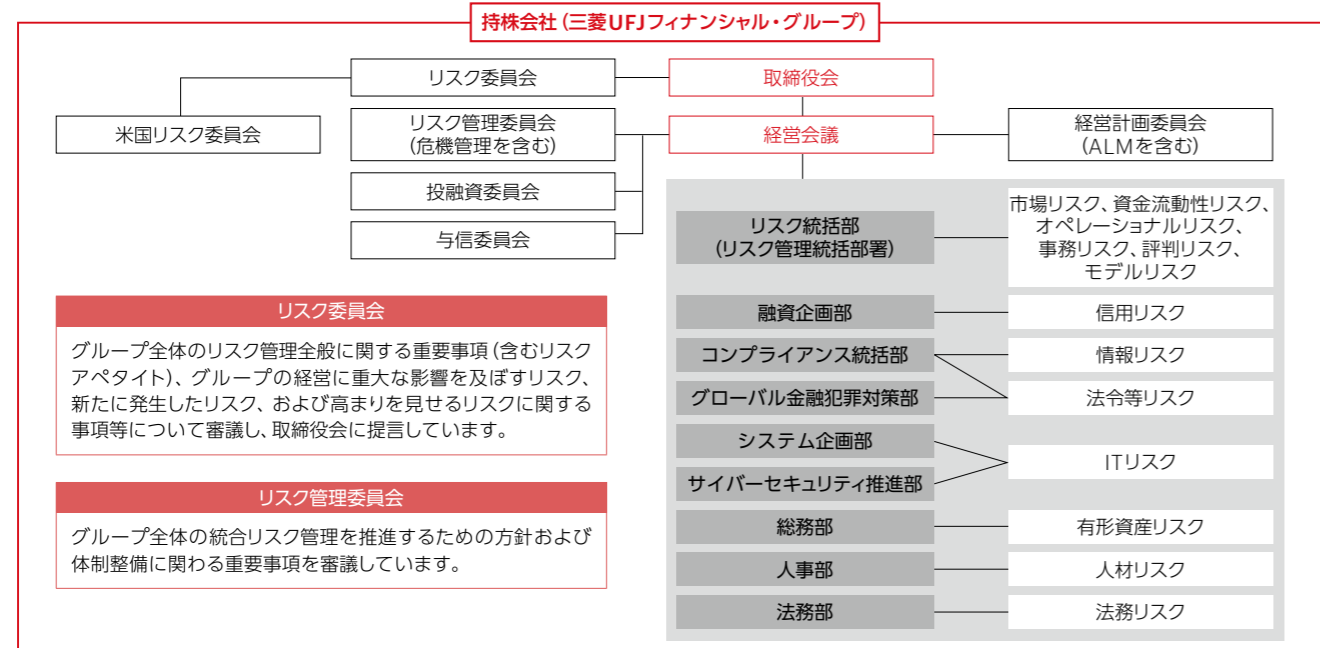 持株会社（三菱UFJフィナンシャル・グループ）
リスク委員会
取締役会
米国リスク委員会
リスク管理委員会
（危機管理を含む）
経営会議
経営計画委員会
（ALMを含む）
投融資委員会
与信委員会
リスク統括部
（リスク管理統括部署）
市場リスク、資金流動性リスク、
オペレーショナルリスク、
事務リスク、評判リスク、
モデルリスク
融資企画部
信用リスク
コンプライアンス統括部
情報リスク
グローバル金融犯罪対策部
法令等リスク
システム企画部
サイバーセキュリティ推進部
ITリスク
総務部
有形資産リスク
人事部
人材リスク
法務部
法務リスク
リスク委員会
グループ全体のリスク管理全般に関する重要事項（含むリスク
アペタイト）、グループの経営に重大な影響を及ぼすリスク、
新たに発生したリスク、および高まりを見せるリスクに関する
事項等について審議し、取締役会に提言しています。
リスク管理委員会
グループ全体の統合リスク管理を推進するための方針および
体制整備に関わる重要事項を審議しています。